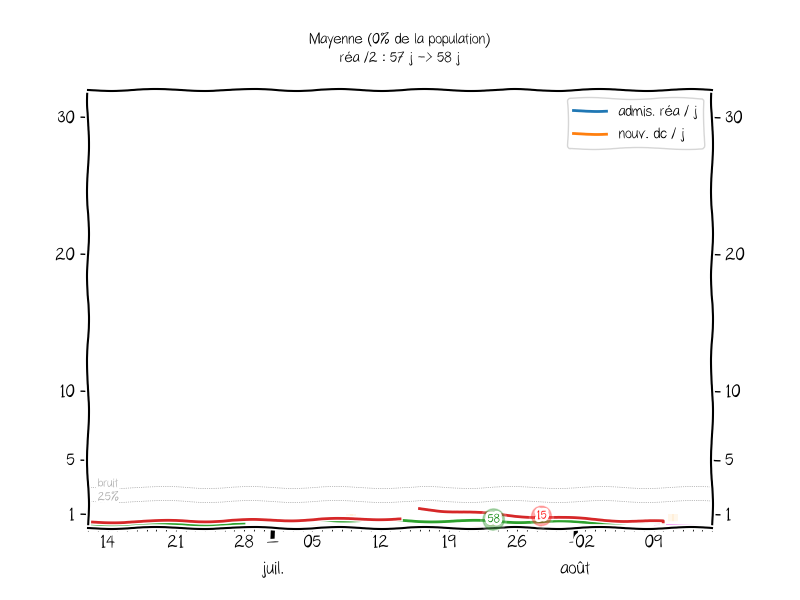 Mayenne (0% de la population)
réa /2 : 57 j -> 58 j
admis. réa / j
nouv. dc / j
30
30
20
20
10
10
5
5
bruit
25%
1
1
58
15
14 21 28 05 12 19 26 02 09
juil. août